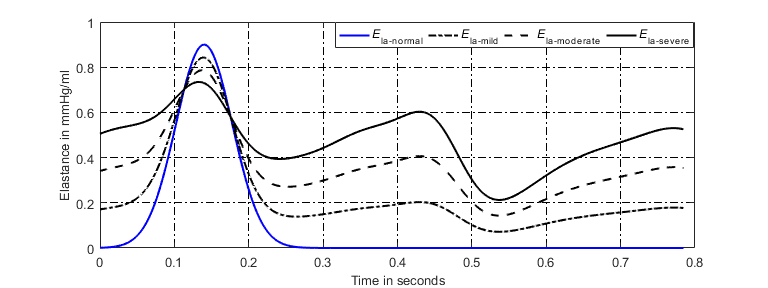 1
E la-normal E la-mild E la-moderate E la-severe
0.8
0.6
0.4
0.2
0
Elastance in mmHg/ml
0 0.1 0.2 0.3 0.4 0.5 0.6 0.7 0.8
Time in seconds